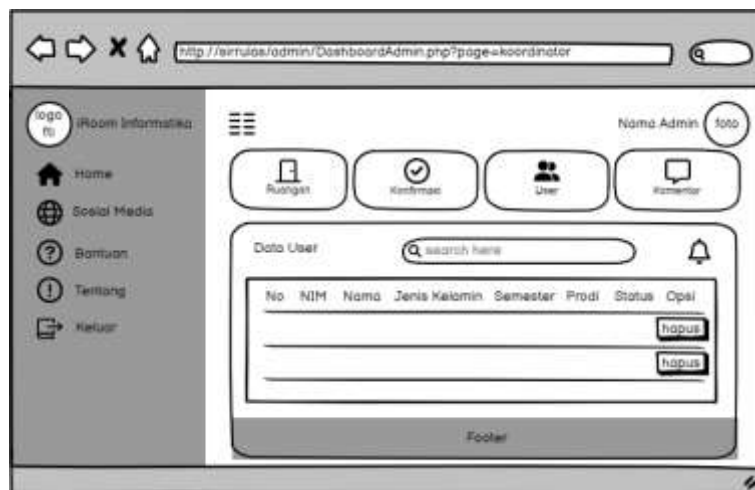 http://sirrulas/admin/DashboardAdmin.php?page=koordinator
logo
fti
iRoom Informatika
Home
Sosial Media
Bantuan
Tentang
Keluar
Nama Admin
foto
Ruangan
Konfirmasi
User
Komentar
Data User
search here
No NIM Nama Jenis Kelamin Semester Prodi Status Opsi
hapus
hapus
Footer